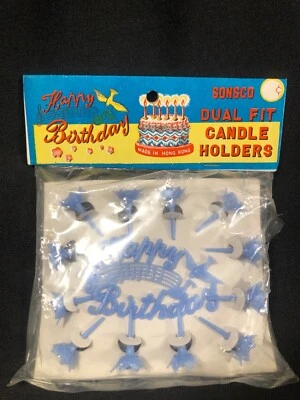 Happy
Birthday
SONSCO
DUAL FIT
CANDLE
HOLDERS
MADE IN HONG KONG
Happy
Birthday